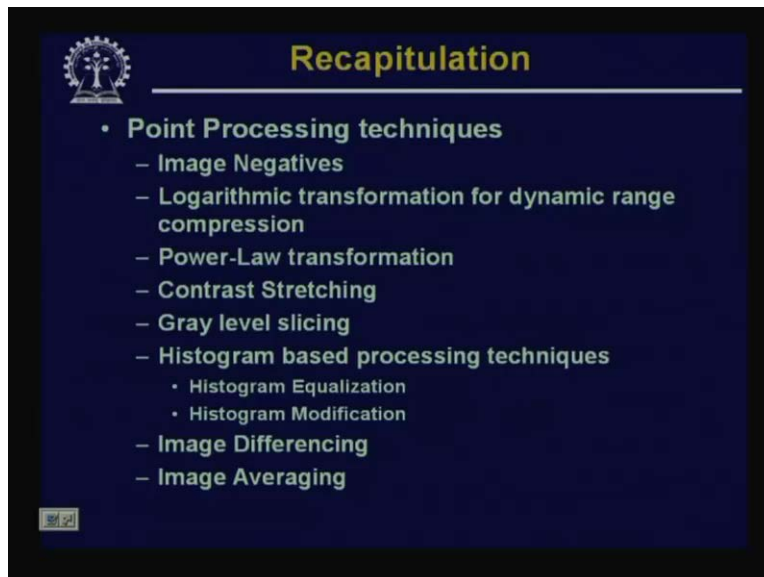 Recapitulation
• Point Processing techniques
– Image Negatives
– Logarithmic transformation for dynamic range
compression
– Power-Law transformation
– Contrast Stretching
– Gray level slicing
– Histogram based processing techniques
• Histogram Equalization
• Histogram Modification
– Image Differencing
– Image Averaging